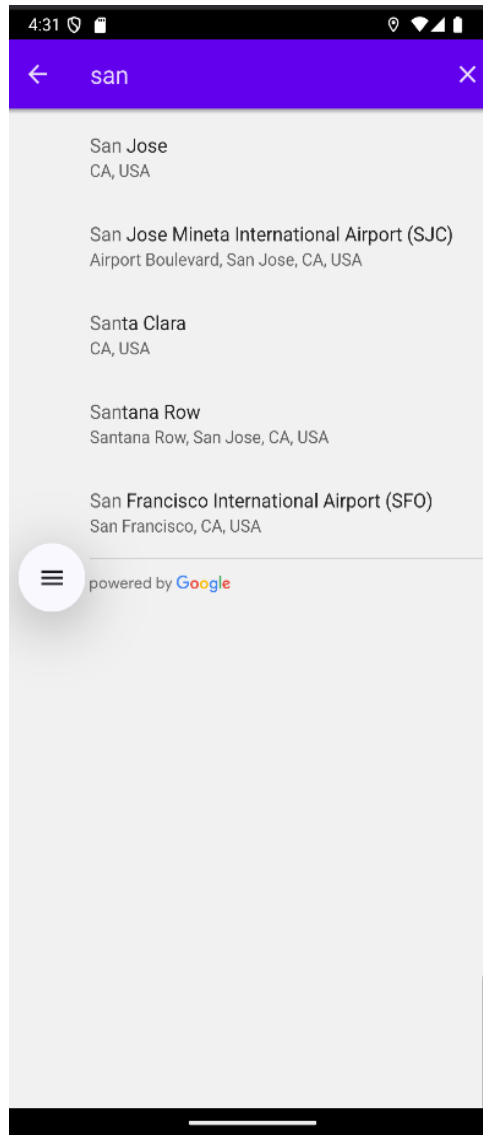 4:31
san
San Jose
CA, USA
San Jose Mineta International Airport (SJC)
Airport Boulevard, San Jose, CA, USA
Santa Clara
CA, USA
Santana Row
Santana Row, San Jose, CA, USA
San Francisco International Airport (SFO)
San Francisco, CA, USA
powered by Google